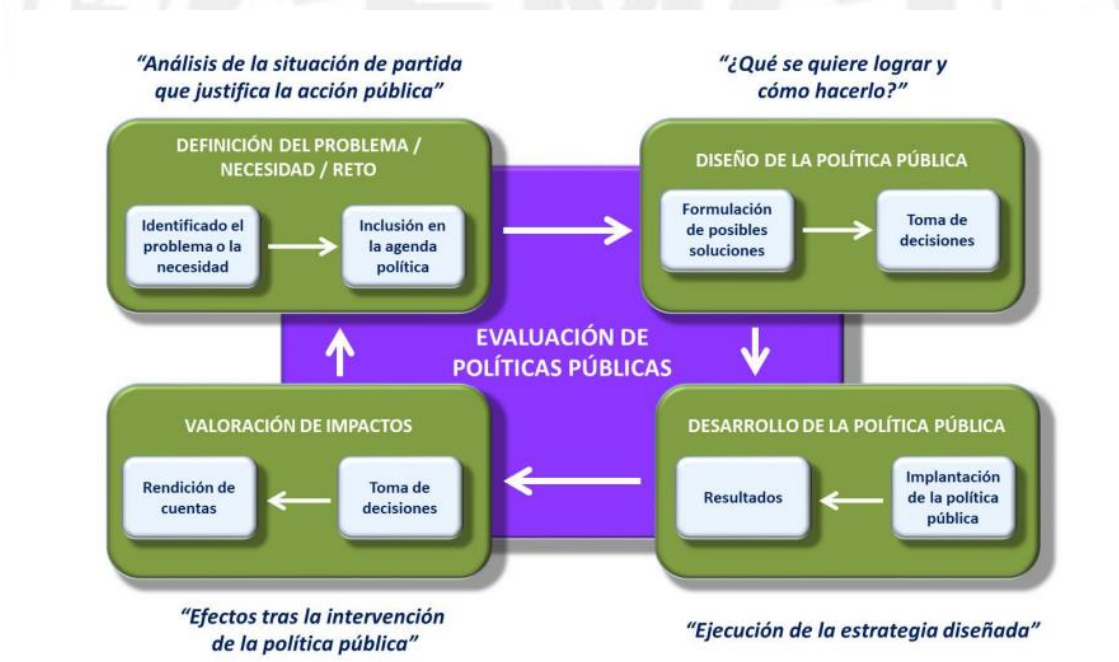 “Análisis de la situación de partida
que justifica la acción pública”
“¿Qué se quiere lograr y
cómo hacerlo?”
DEFINICIÓN DEL PROBLEMA /
NECESIDAD / RETO
Identificado el
problema o la
necesidad
Inclusión en
la agenda
política
DISEÑO DE LA POLÍTICA PÚBLICA
Formulación
de posibles
soluciones
Toma de
decisiones
EVALUACIÓN DE
POLÍTICAS PÚBLICAS
VALORACIÓN DE IMPACTOS
Rendición de
cuentas
Toma de
decisiones
DESARROLLO DE LA POLÍTICA PÚBLICA
Resultados
Implantación
de la política
pública
“Efectos tras la intervención
de la política pública”
“Ejecución de la estrategia diseñada”